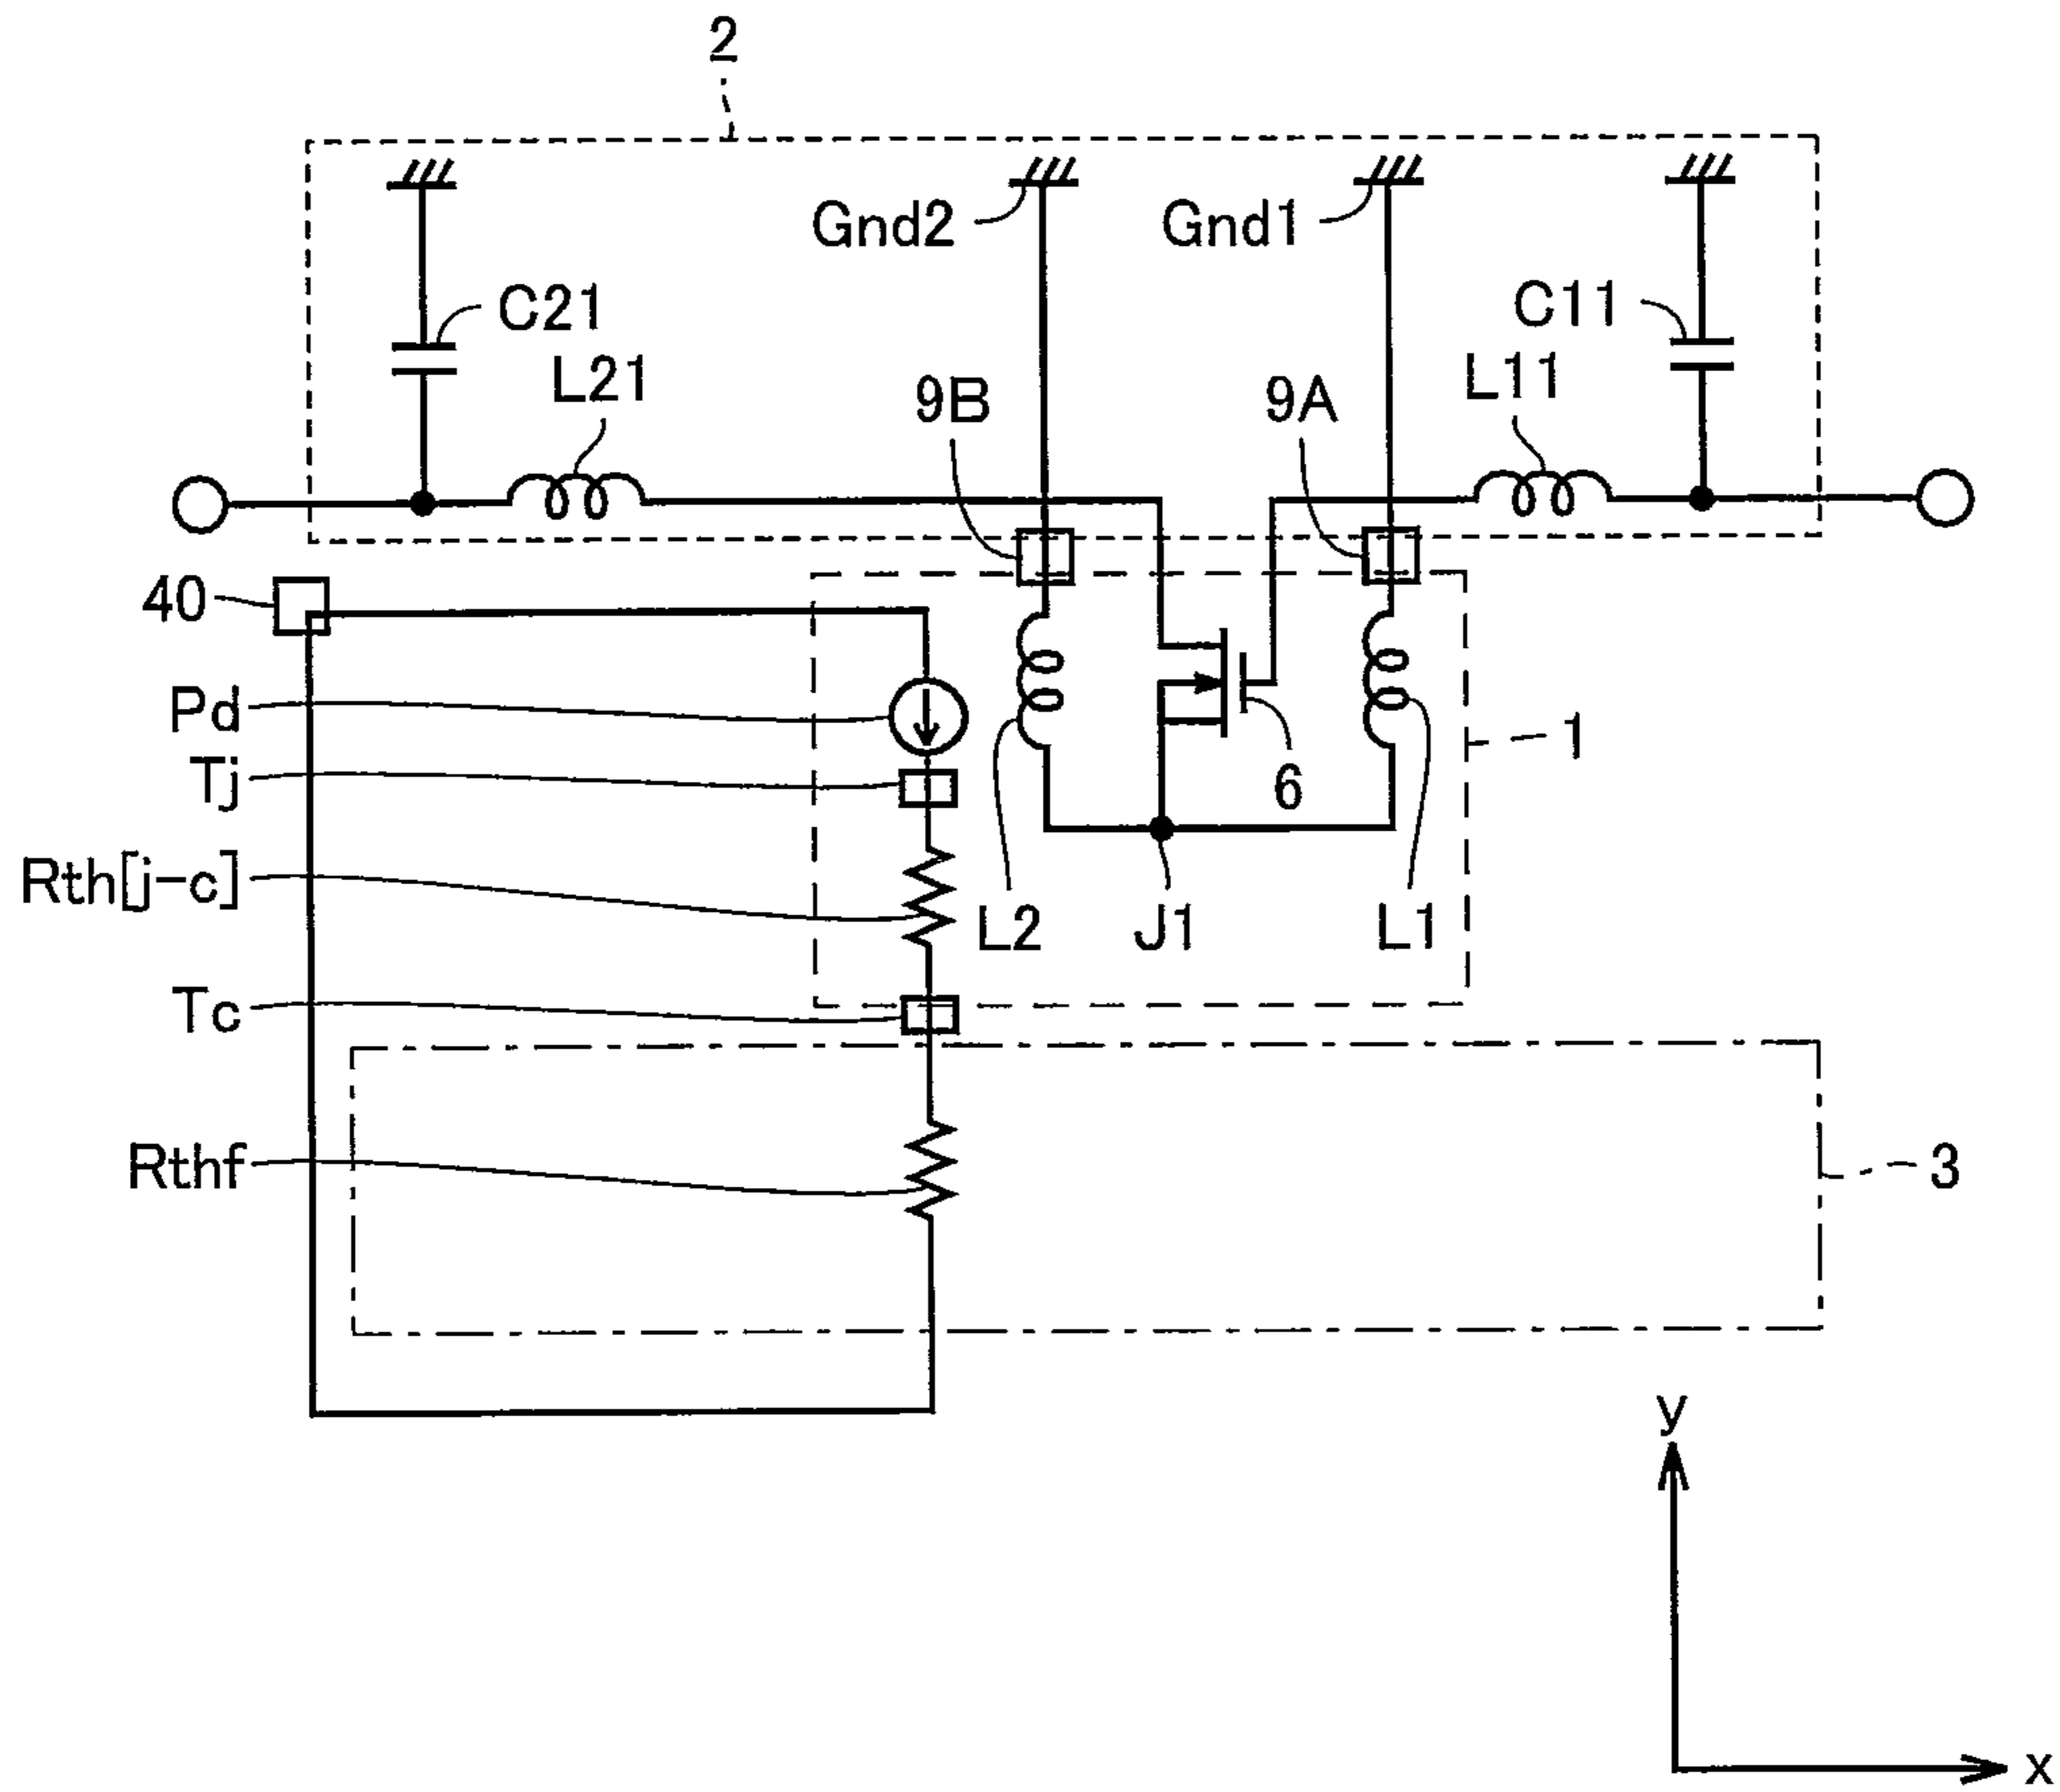 2
Gnd2
Gnd1
C21
C11
L21
L11
9B
9A
40
Pd
1
Tj
6
Rth[j-c]
L2
J1
L1
Tc
Rthf
3
y
x